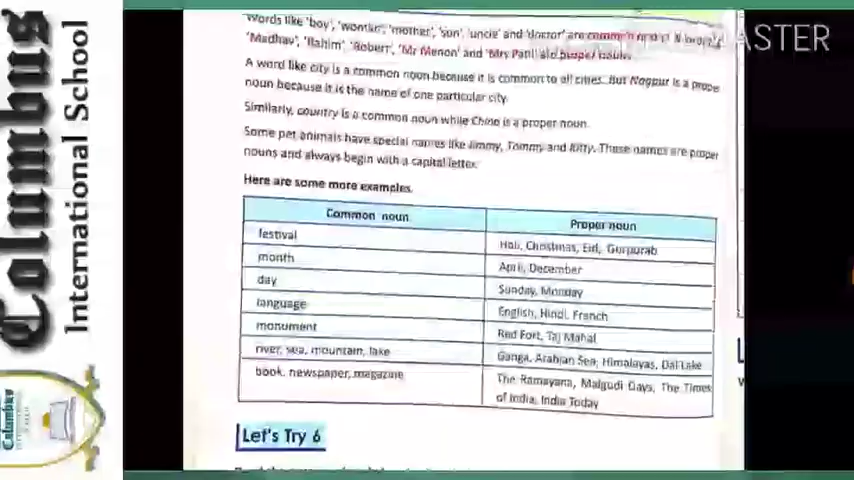 Columbus
International School
Columbus
ASTER
Words like 'boy', 'woman', 'mother', 'son', 'uncle' and 'doctor' are common
'Madhav', 'Rahim', 'Robert', 'Mr Menon' and 'Mrs Patil' are proper nouns.
A word like city is a common noun because it is common to all cities. But Nagpur is a prope
noun because it is the name of one particular city.
Similarly, country is a common noun while China is a proper noun.
Some pet animals have special names like Jimmy, Tommy and Kitty. These names are proper
nouns and always begin with a capital letter.
Here are some more examples.
Common noun Proper noun
festival Holi, Christmas, Eid, Gurpurab
month April, December
day Sunday, Monday
language English, Hindi, French
monument Red Fort, Taj Mahal
river, sea, mountain, lake Ganga, Arabian Sea, Himalayas, Dal Lake
book, newspaper, magazine The Ramayana, Malgudi Days, The Times
of India, India Today
Let's Try 6